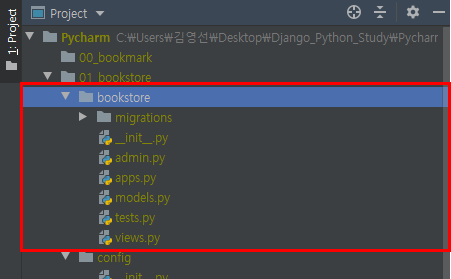 1: Project
Project
Pycharm C:\Users\김영선\Desktop\Django_Python_Study\Pycharr
00_bookmark
01_bookstore
bookstore
migrations
__init__.py
admin.py
apps.py
models.py
tests.py
views.py
config
__init__.py